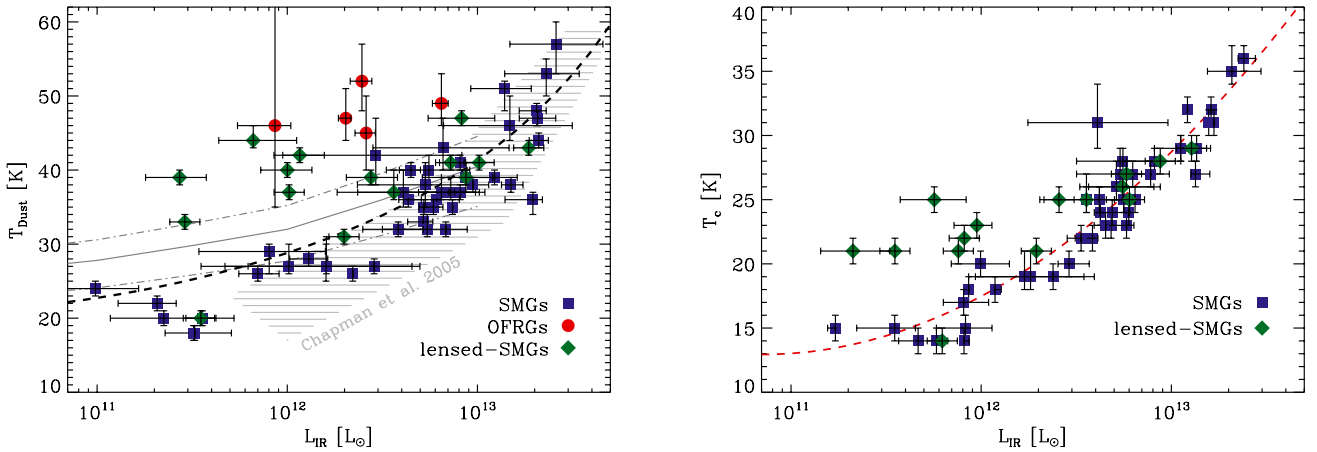 60
50
40
30
20
10
T_Dust [K]
10^11
10^12
10^13
L_IR [L_⊙]
Chapman et al. 2005
SMGs
OFRGs
lensed-SMGs
40
35
30
25
20
15
10
T_c [K]
10^11
10^12
10^13
L_IR [L_⊙]
SMGs
lensed-SMGs